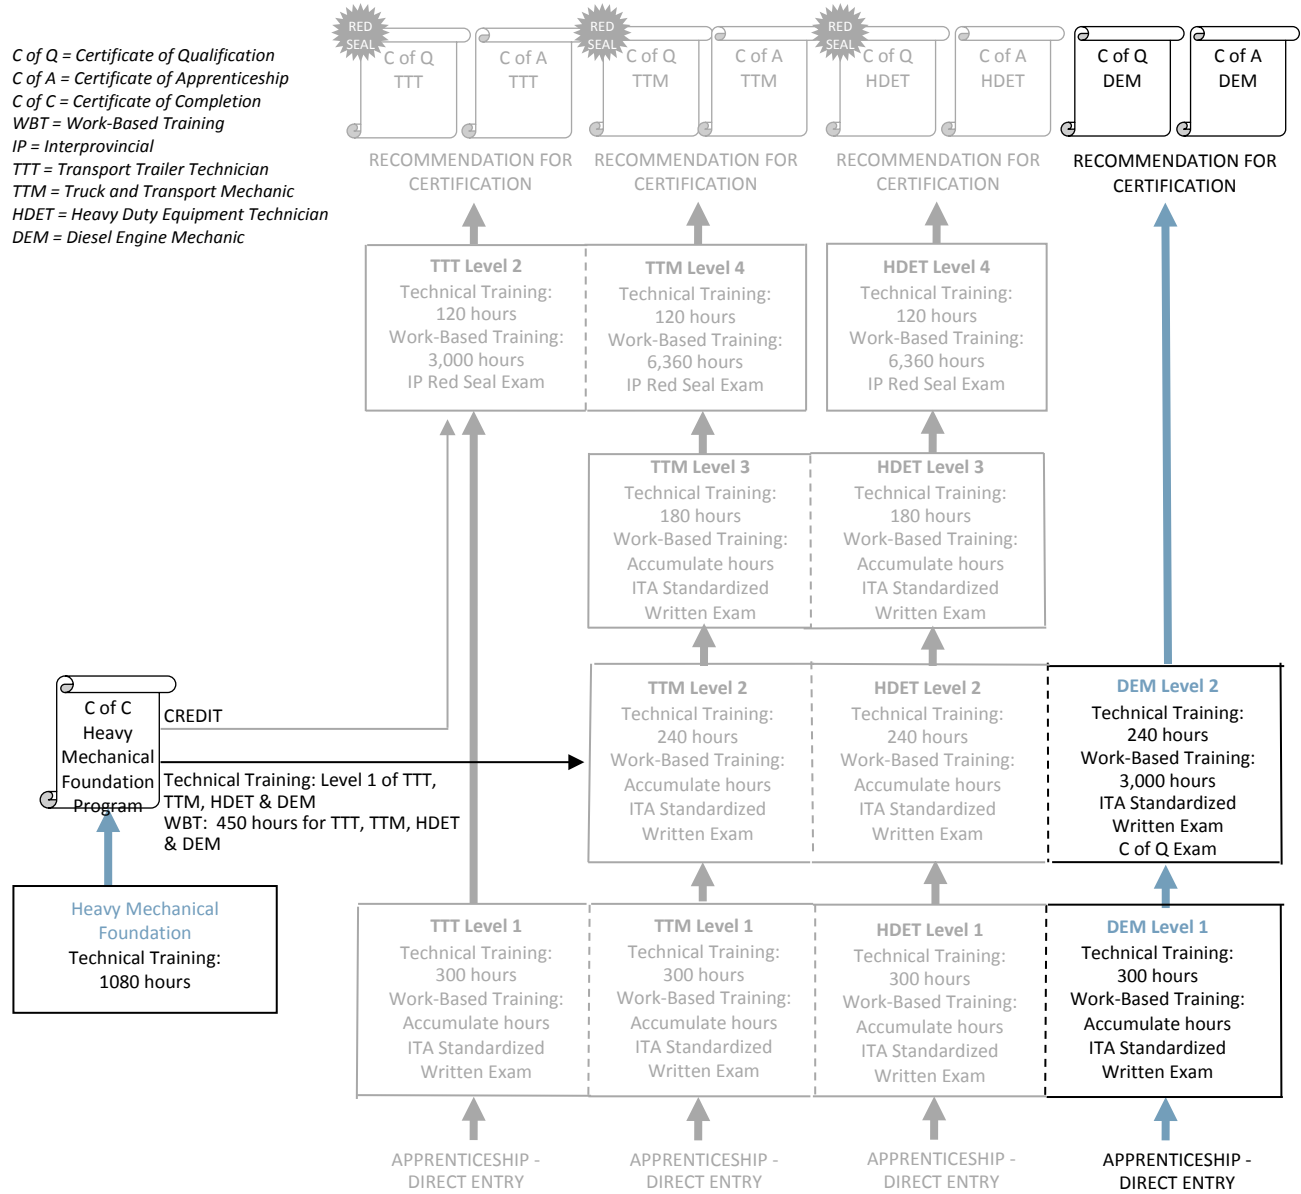 C of Q = Certificate of Qualification
C of A = Certificate of Apprenticeship
C of C = Certificate of Completion
WBT = Work-Based Training
IP = Interprovincial
TTT = Transport Trailer Technician
TTM = Truck and Transport Mechanic
HDET = Heavy Duty Equipment Technician
DEM = Diesel Engine Mechanic
RED
SEAL
C of Q
TTT
C of A
TTT
RED
SEAL
C of Q
TTM
C of A
TTM
RED
SEAL
C of Q
HDET
C of A
HDET
C of Q
DEM
C of A
DEM
RECOMMENDATION FOR
CERTIFICATION
RECOMMENDATION FOR
CERTIFICATION
RECOMMENDATION FOR
CERTIFICATION
RECOMMENDATION FOR
CERTIFICATION
TTT Level 2
Technical Training:
120 hours
Work-Based Training:
3,000 hours
IP Red Seal Exam
TTM Level 4
Technical Training:
120 hours
Work-Based Training:
6,360 hours
IP Red Seal Exam
HDET Level 4
Technical Training:
120 hours
Work-Based Training:
6,360 hours
IP Red Seal Exam
TTM Level 3
Technical Training:
180 hours
Work-Based Training:
Accumulate hours
ITA Standardized
Written Exam
HDET Level 3
Technical Training:
180 hours
Work-Based Training:
Accumulate hours
ITA Standardized
Written Exam
C of C
Heavy
Mechanical
Foundation
Program
CREDIT
Technical Training: Level 1 of TTT,
TTM, HDET & DEM
WBT: 450 hours for TTT, TTM, HDET
& DEM
TTM Level 2
Technical Training:
240 hours
Work-Based Training:
Accumulate hours
ITA Standardized
Written Exam
HDET Level 2
Technical Training:
240 hours
Work-Based Training:
Accumulate hours
ITA Standardized
Written Exam
DEM Level 2
Technical Training:
240 hours
Work-Based Training:
3,000 hours
ITA Standardized
Written Exam
C of Q Exam
Heavy Mechanical
Foundation
Technical Training:
1080 hours
TTT Level 1
Technical Training:
300 hours
Work-Based Training:
Accumulate hours
ITA Standardized
Written Exam
TTM Level 1
Technical Training:
300 hours
Work-Based Training:
Accumulate hours
ITA Standardized
Written Exam
HDET Level 1
Technical Training:
300 hours
Work-Based Training:
Accumulate hours
ITA Standardized
Written Exam
DEM Level 1
Technical Training:
300 hours
Work-Based Training:
Accumulate hours
ITA Standardized
Written Exam
APPRENTICESHIP -
DIRECT ENTRY
APPRENTICESHIP -
DIRECT ENTRY
APPRENTICESHIP -
DIRECT ENTRY
APPRENTICESHIP -
DIRECT ENTRY